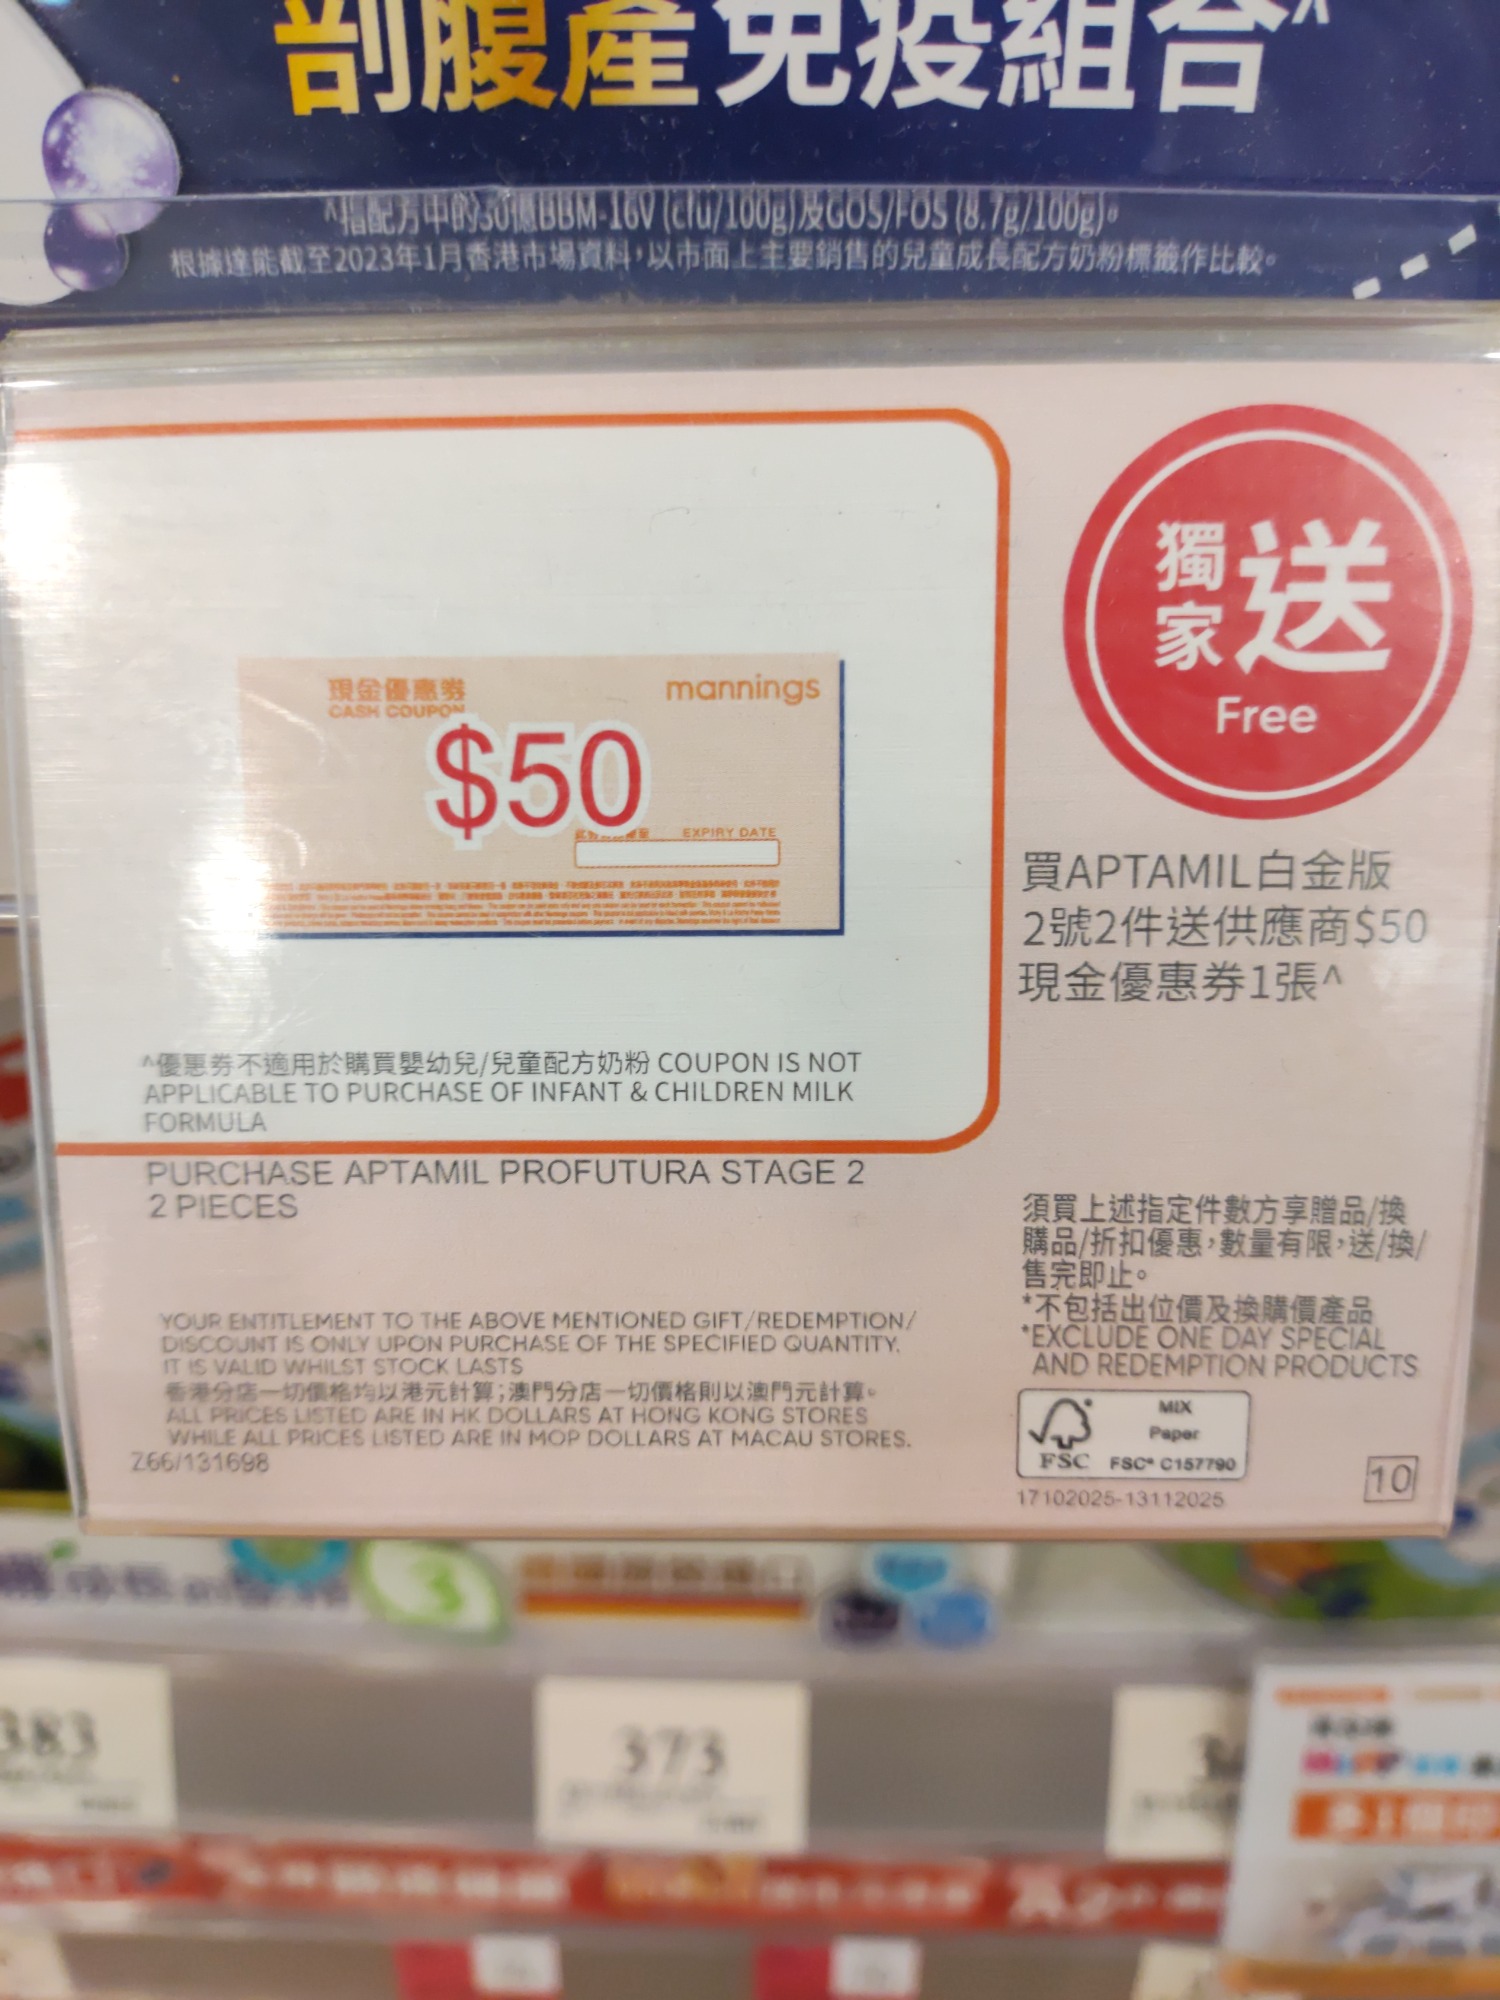 剖腹產免疫組合^
^指配方中的30億BBM-16V (cfu/100g)及GOS/FOS (8.7g/100g)。
根據達能截至2023年1月香港市場資料，以市面上主要銷售的兒童成長配方奶粉標籤作比較。
獨家送
Free
現金優惠券
mannings
CASH COUPON
$50
EXPIRY DATE
買APTAMIL白金版
2號2件送供應商$50
現金優惠券1張^
^優惠券不適用於購買嬰幼兒/兒童配方奶粉 COUPON IS NOT
APPLICABLE TO PURCHASE OF INFANT & CHILDREN MILK
FORMULA
PURCHASE APTAMIL PROFUTURA STAGE 2
2 PIECES
須買上述指定件數方享贈品/換
購品/折扣優惠，數量有限，送/換/
售完即止。
*不包括出位價及換購價產品
*EXCLUDE ONE DAY SPECIAL
AND REDEMPTION PRODUCTS
YOUR ENTITLEMENT TO THE ABOVE MENTIONED GIFT/REDEMPTION/
DISCOUNT IS ONLY UPON PURCHASE OF THE SPECIFIED QUANTITY.
IT IS VALID WHILST STOCK LASTS
香港分店一切價格均以港元計算；澳門分店一切價格則以澳門元計算。
ALL PRICES LISTED ARE IN HK DOLLARS AT HONG KONG STORES
WHILE ALL PRICES LISTED ARE IN MOP DOLLARS AT MACAU STORES.
Z66/131698
MIX
Paper
FSC
FSC® C157790
17102025-13112025
10
3
383
373